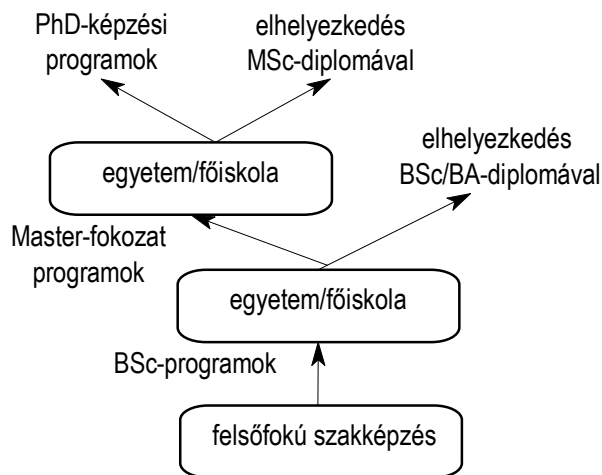 PhD-képzési
programok
elhelyezkedés
MSc-diplomával
egyetem/főiskola
elhelyezkedés
BSc/BA-diplomával
Master-fokozat
programok
egyetem/főiskola
BSc-programok
felsőfokú szakképzés